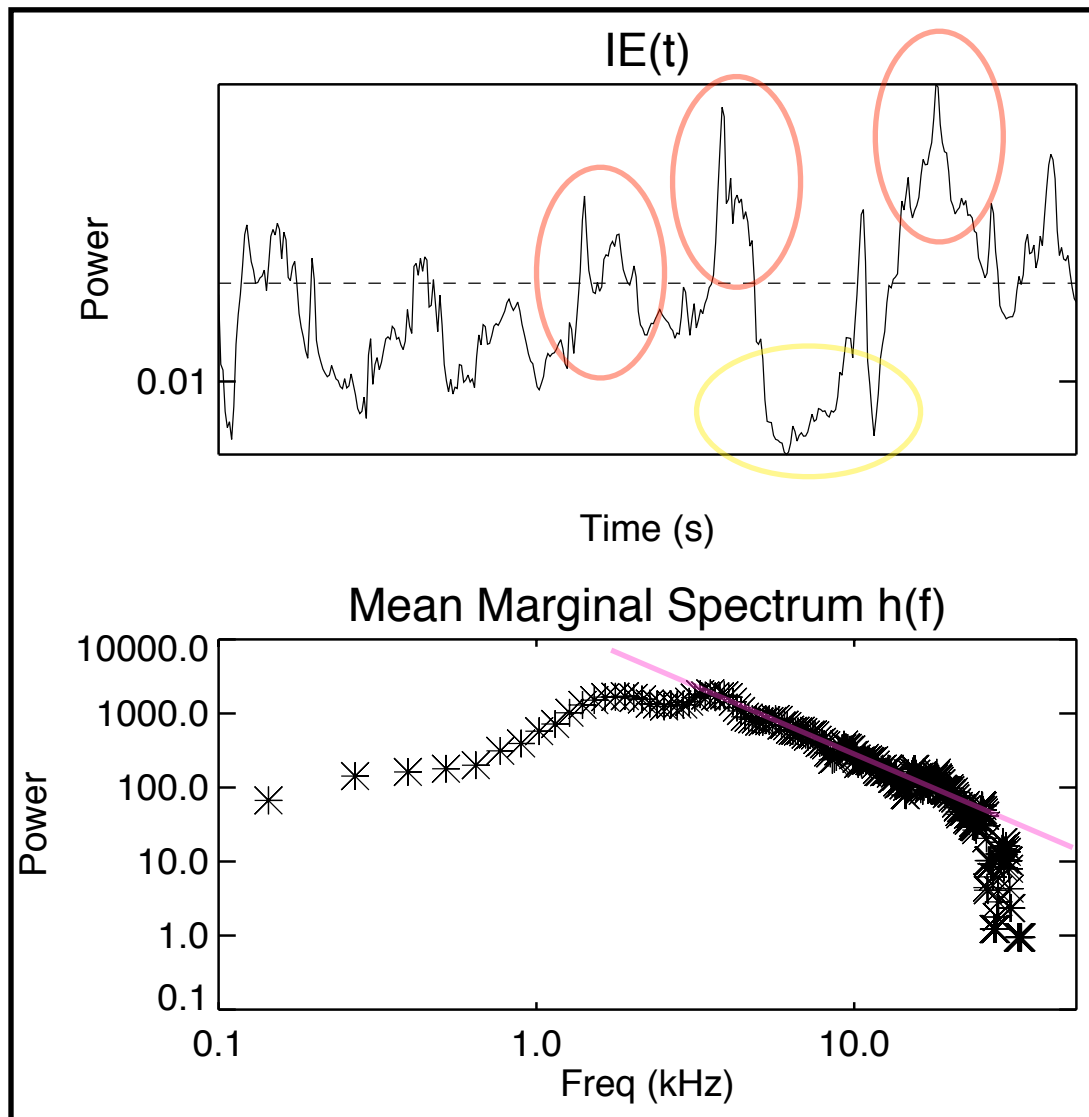 IE(t)
Power
0.01
Time (s)
Mean Marginal Spectrum h(f)
10000.0
1000.0
100.0
10.0
1.0
0.1
Power
0.1 1.0 10.0
Freq (kHz)